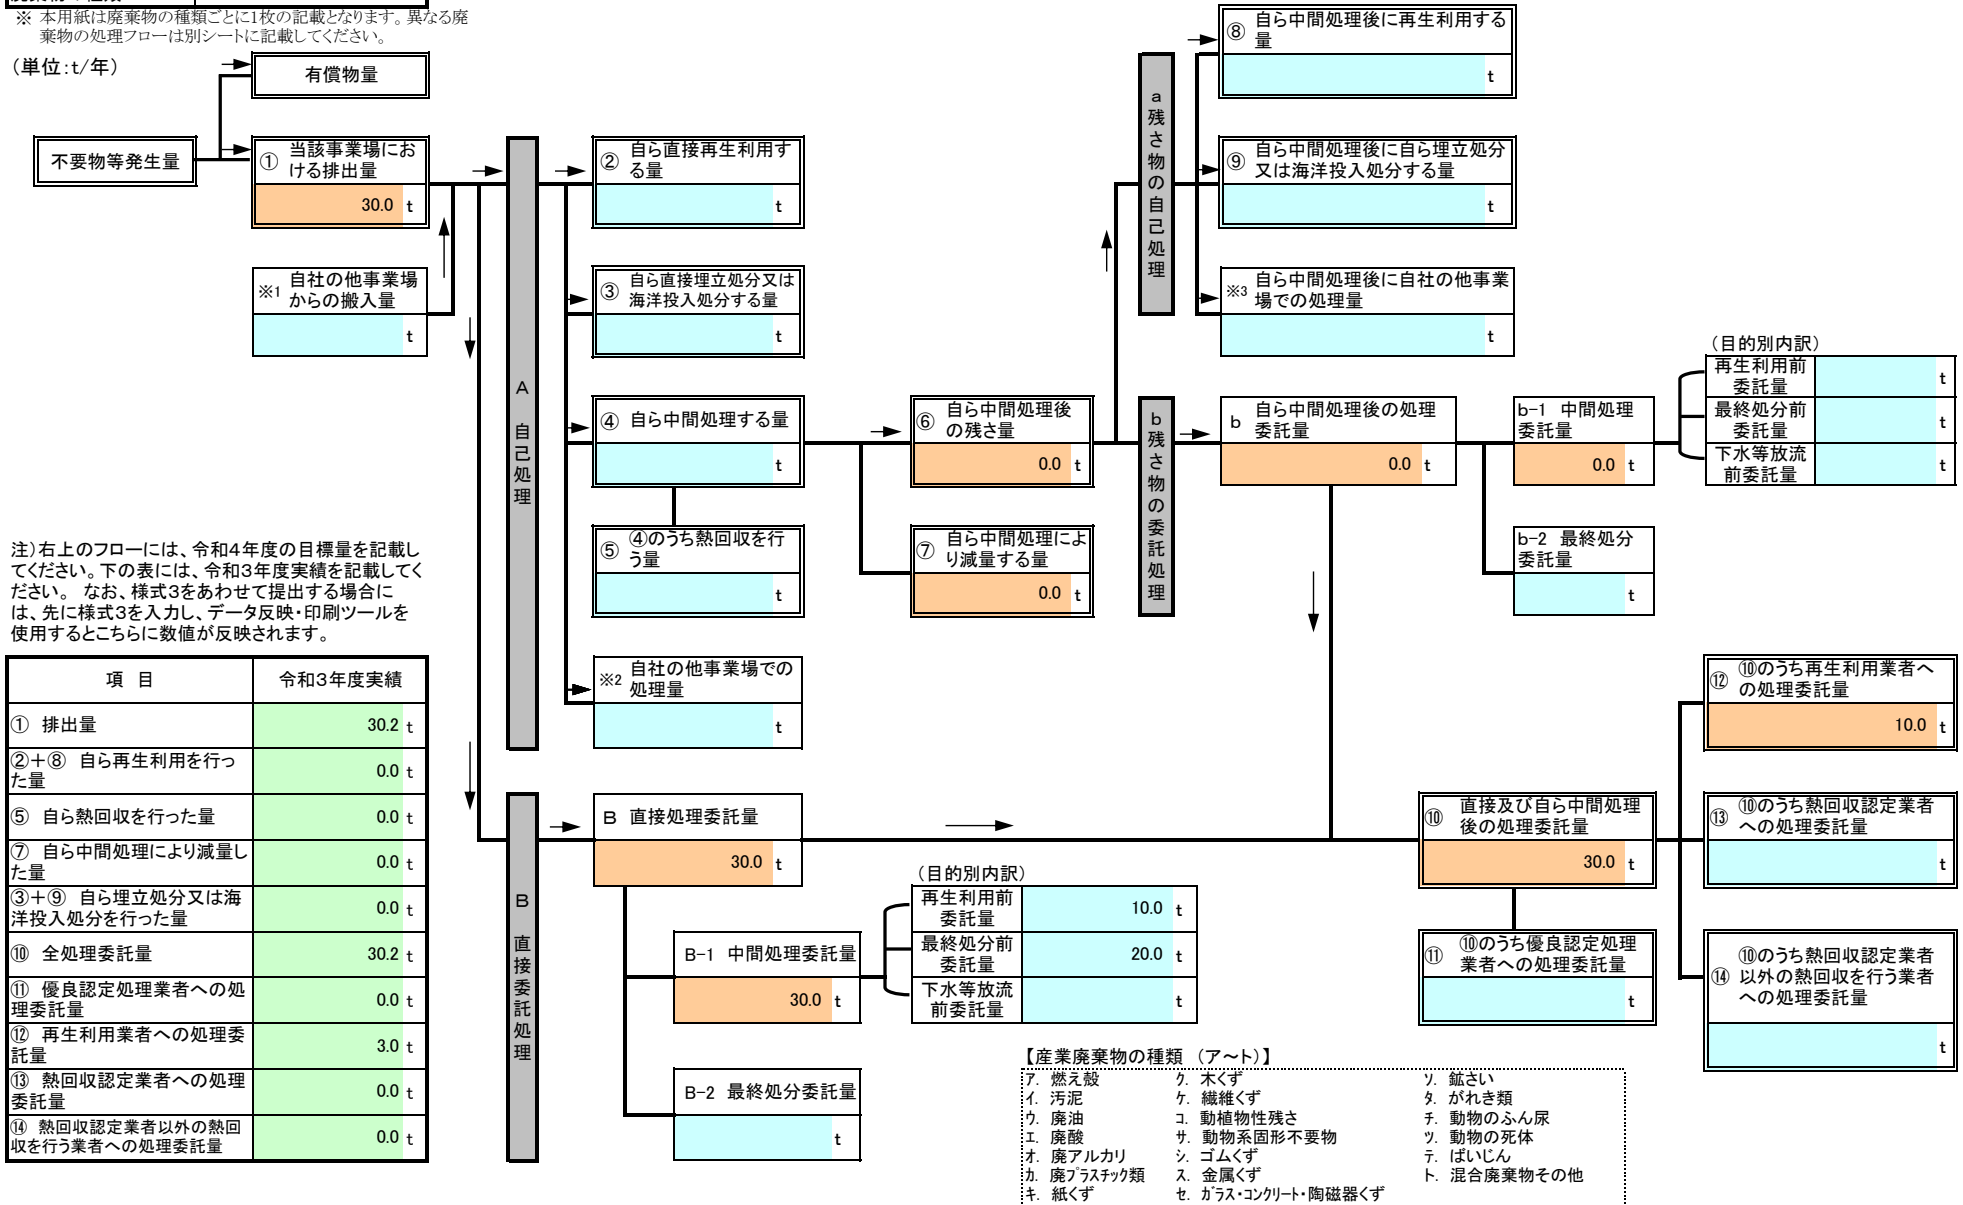 ※ 本用紙は廃棄物の種類ごとに1枚の記載となります。異なる廃
棄物の処理フローは別シートに記載してください。
（単位:t/年）
有償物量
不要物等発生量
① 当該事業場にお
ける排出量
30.0 t
※1 自社の他事業場
からの搬入量
t
A 自己処理
② 自ら直接再生利用す
る量
t
③ 自ら直接埋立処分又は
海洋投入処分する量
t
④ 自ら中間処理する量
t
⑤ ④のうち熱回収を行
う量
t
※2 自社の他事業場での
処理量
t
⑥ 自ら中間処理後
の残さ量
0.0 t
⑦ 自ら中間処理によ
り減量する量
0.0 t
a 残さ物の自己処理
⑧ 自ら中間処理後に再生利用する
量
t
⑨ 自ら中間処理後に自ら埋立処分
又は海洋投入処分する量
t
※3 自ら中間処理後に自社の他事業
場での処理量
t
b 残さ物の委託処理
b 自ら中間処理後の処理
委託量
0.0 t
b-1 中間処理
委託量
0.0 t
b-2 最終処分
委託量
t
（目的別内訳）
再生利用前
委託量
t
最終処分前
委託量
t
下水等放流
前委託量
t
注）右上のフローには、令和4年度の目標量を記載し
てください。下の表には、令和3年度実績を記載してく
ださい。 なお、様式3をあわせて提出する場合に
は、先に様式3を入力し、データ反映・印刷ツールを
使用するとこちらに数値が反映されます。
項 目 令和3年度実績
① 排出量 30.2 t
②＋⑧ 自ら再生利用を行っ
た量 0.0 t
⑤ 自ら熱回収を行った量 0.0 t
⑦ 自ら中間処理により減量し
た量 0.0 t
③＋⑨ 自ら埋立処分又は海
洋投入処分を行った量 0.0 t
⑩ 全処理委託量 30.2 t
⑪ 優良認定処理業者への処
理委託量 0.0 t
⑫ 再生利用業者への処理委
託量 3.0 t
⑬ 熱回収認定業者への処理
委託量 0.0 t
⑭ 熱回収認定業者以外の熱回
収を行う業者への処理委託量 0.0 t
B 直接委託処理
B 直接処理委託量
30.0 t
B-1 中間処理委託量
30.0 t
B-2 最終処分委託量
t
（目的別内訳）
再生利用前
委託量
10.0 t
最終処分前
委託量
20.0 t
下水等放流
前委託量
t
⑩ 直接及び自ら中間処理
後の処理委託量
30.0 t
⑪ ⑩のうち優良認定処理
業者への処理委託量
t
⑫ ⑩のうち再生利用業者へ
の処理委託量
10.0 t
⑬ ⑩のうち熱回収認定業者
への処理委託量
t
⑭ ⑩のうち熱回収認定業者
以外の熱回収を行う業者
への処理委託量
t
【産業廃棄物の種類 （ア～ト）】
ア. 燃え殻 ク. 木くず ソ. 鉱さい
イ. 汚泥 ケ. 繊維くず タ. がれき類
ウ. 廃油 コ. 動植物性残さ チ. 動物のふん尿
エ. 廃酸 サ. 動物系固形不要物 ツ. 動物の死体
オ. 廃アルカリ シ. ゴムくず テ. ばいじん
カ. 廃プラスチック類 ス. 金属くず ト. 混合廃棄物その他
キ. 紙くず セ. ガラス・コンクリート・陶磁器くず